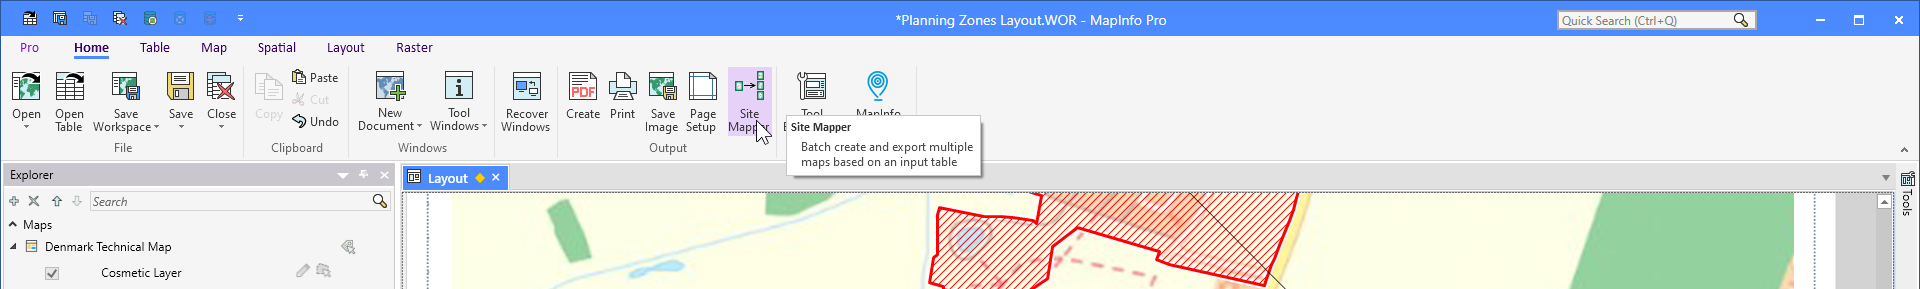 *Planning Zones Layout.WOR - MapInfo Pro
Quick Search (Ctrl+Q)
Pro Home Table Map Spatial Layout Raster
Open
Open Table
Save Workspace
Save
Close
File
Copy
Paste
Cut
Undo
Clipboard
New Document
Tool Windows
Windows
Recover Windows
Create PDF
Print
Save Image
Page Setup
Site Mapper
Output
Tool
MapInfo
Site Mapper
Batch create and export multiple
maps based on an input table
Explorer
Search
Maps
Denmark Technical Map
Cosmetic Layer
Layout
Tools